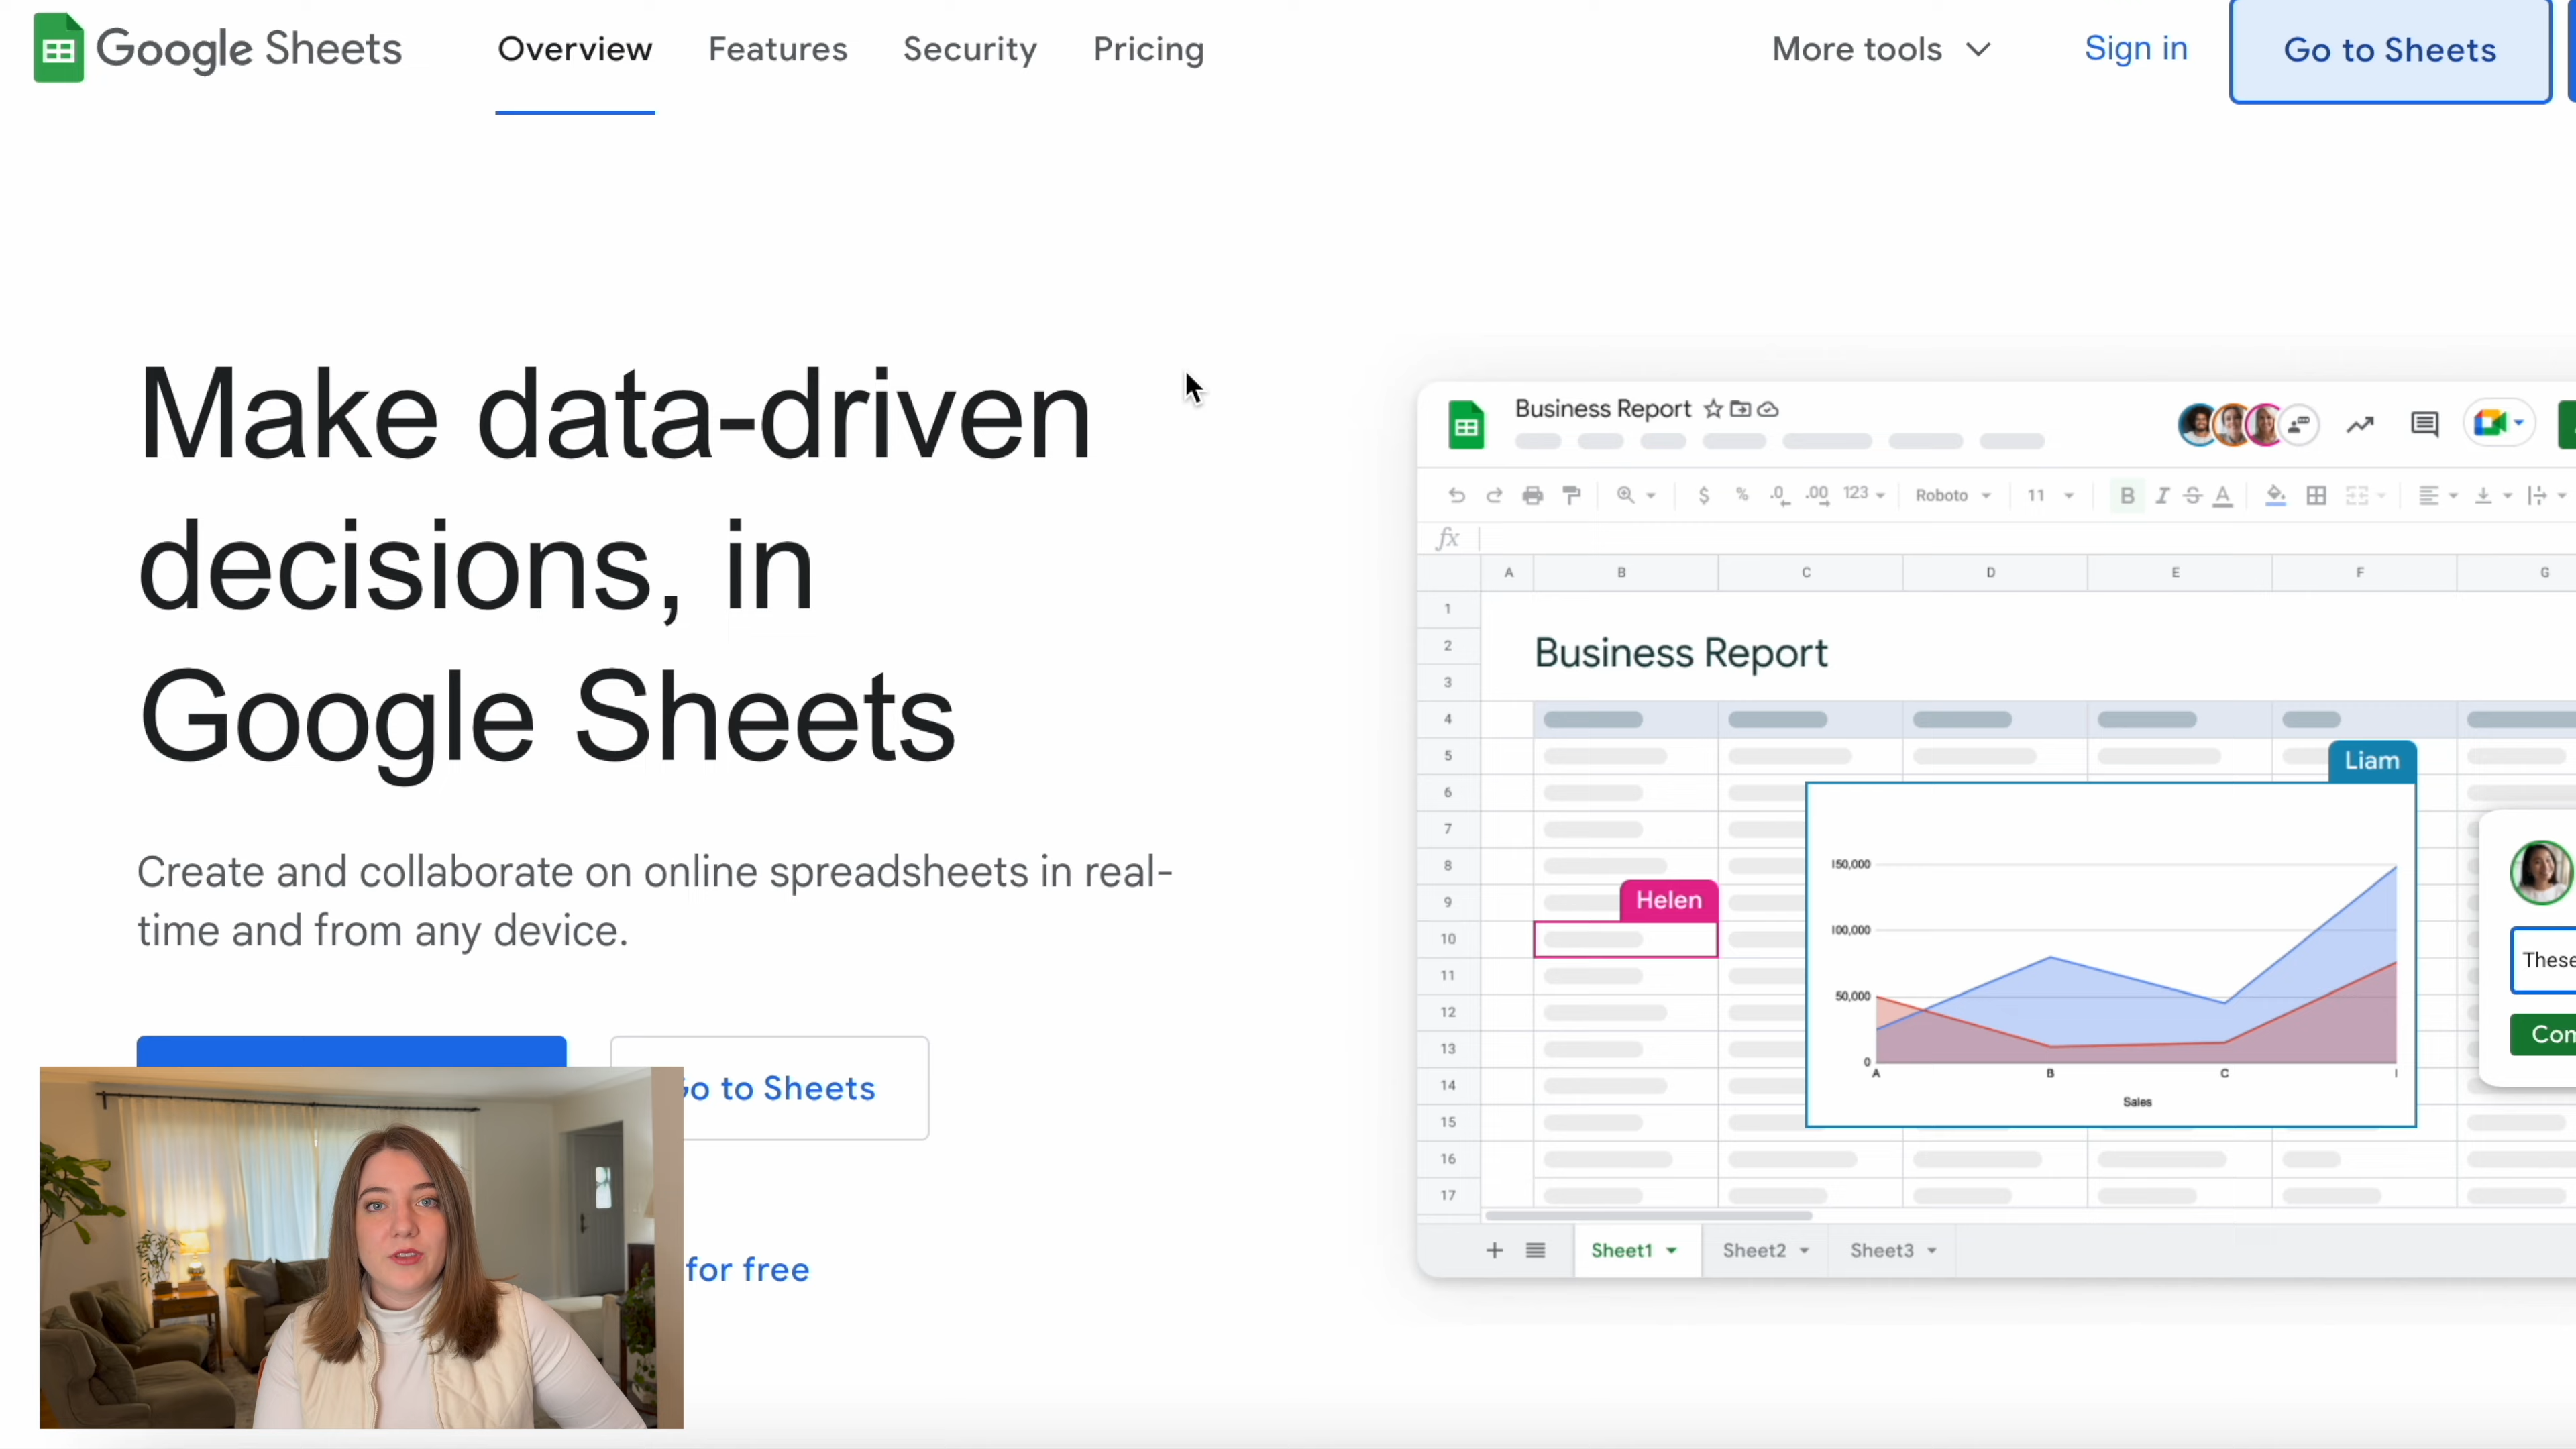 Google Sheets
Overview
Features
Security
Pricing
More tools
Sign in
Go to Sheets
Make data-driven
decisions, in
Google Sheets
Create and collaborate on online spreadsheets in real-
time and from any device.
Go to Sheets
for free
Business Report
$ % .0 .00 123 Roboto 11 B I S A
fx
A B C D E F G
1
2
Business Report
3
4
5
Liam
6
7
8
9
Helen
10
11
12
13
14
15
16
17
150,000
100,000
50,000
0
A B C
Sales
These
Sheet1
Sheet2
Sheet3